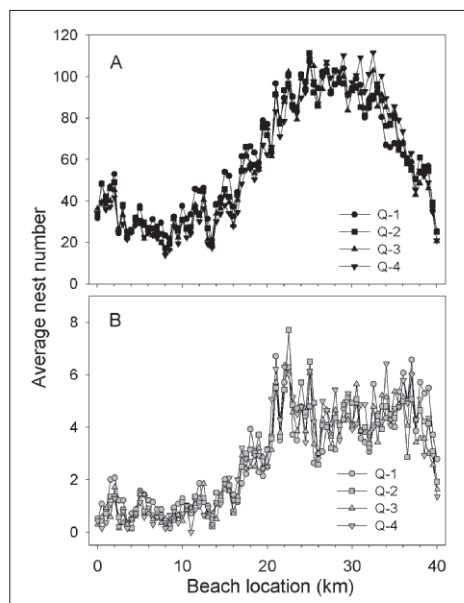 Average nest number
120
100
80
60
40
20
0
A
Q-1
Q-2
Q-3
Q-4
8
6
4
2
0
B
Q-1
Q-2
Q-3
Q-4
0 10 20 30 40
Beach location (km)